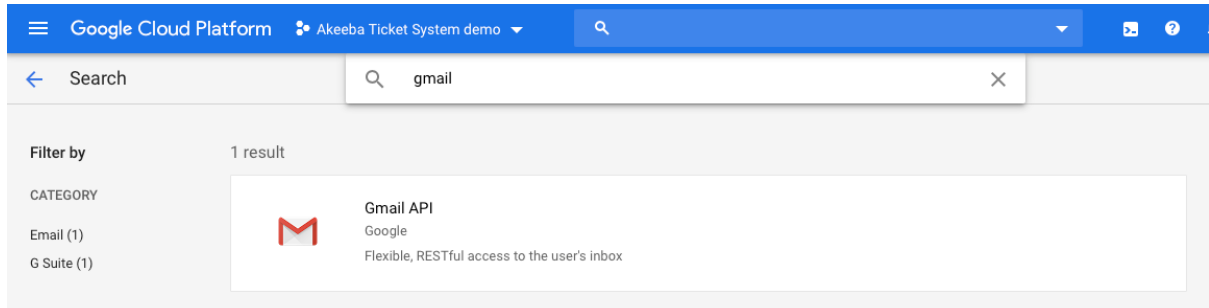 Google Cloud Platform Akeeba Ticket System demo
Search gmail
Filter by
1 result
CATEGORY
Email (1)
G Suite (1)
Gmail API
Google
Flexible, RESTful access to the user's inbox